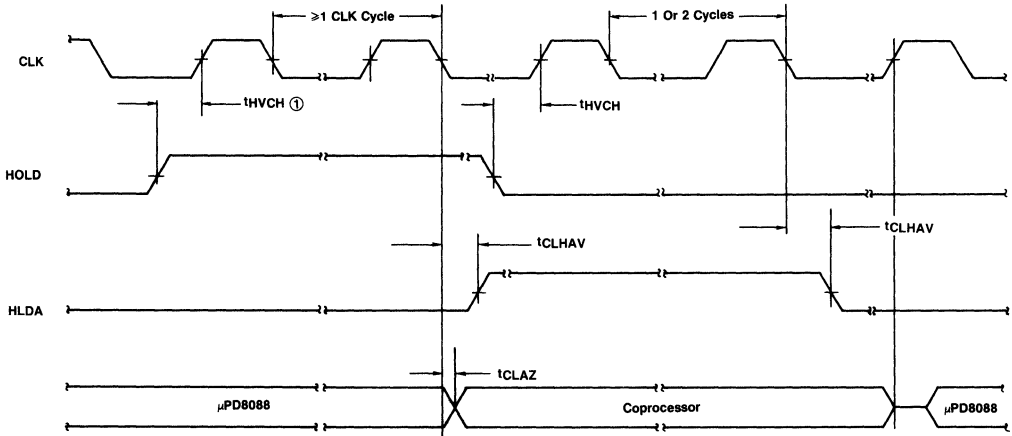 ≥1 CLK Cycle
1 Or 2 Cycles
CLK
tHVCH ①
tHVCH
HOLD
tCLHAV
tCLHAV
HLDA
tCLAZ
μPD8088
Coprocessor
μPD8088